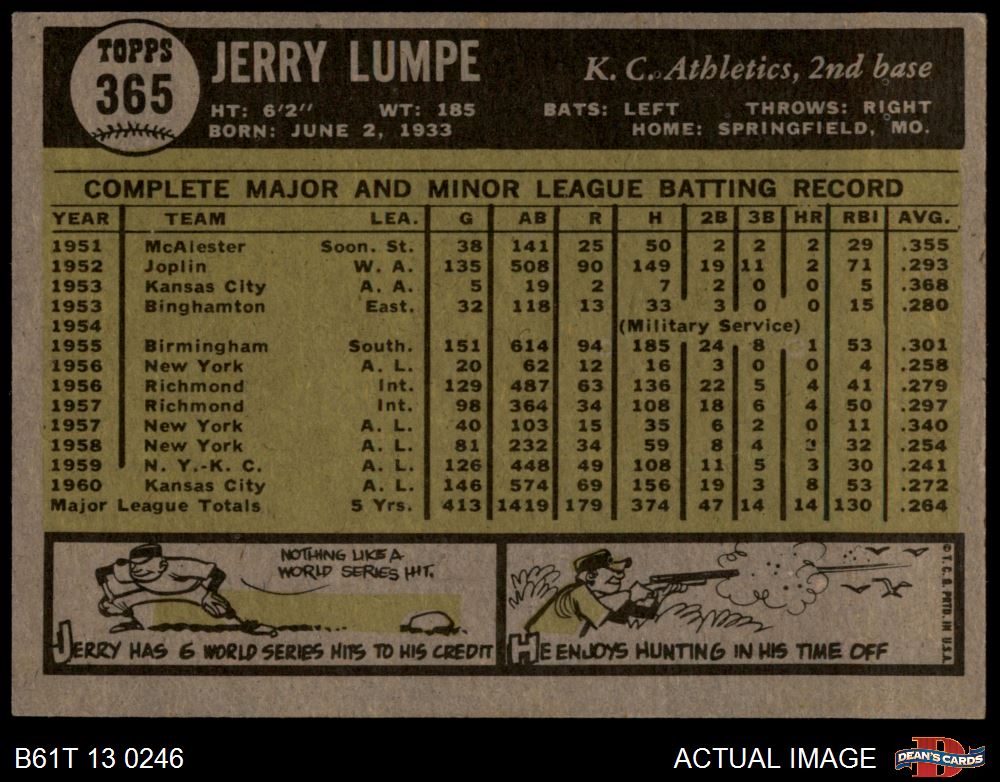 TOPPS
365
JERRY LUMPE
K. C. Athletics, 2nd base
HT: 6'2" WT: 185 BATS: LEFT THROWS: RIGHT
BORN: JUNE 2, 1933 HOME: SPRINGFIELD, MO.
COMPLETE MAJOR AND MINOR LEAGUE BATTING RECORD
YEAR TEAM LEA. G AB R H 2B 3B HR RBI AVG.
1951 McAlester Soon. St. 38 141 25 50 2 2 2 29 .355
1952 Joplin W. A. 135 508 90 149 19 11 2 71 .293
1953 Kansas City A. A. 5 19 2 7 2 0 0 5 .368
1953 Binghamton East. 32 118 13 33 3 0 0 15 .280
1954 (Military Service)
1955 Birmingham South. 151 614 94 185 24 8 1 53 .301
1956 New York A. L. 20 62 12 16 3 0 0 4 .258
1956 Richmond Int. 129 487 63 136 22 5 4 41 .279
1957 Richmond Int. 98 364 34 108 18 6 4 50 .297
1957 New York A. L. 40 103 15 35 6 2 0 11 .340
1958 New York A. L. 81 232 34 59 8 4 3 32 .254
1959 N. Y.-K. C. A. L. 126 448 49 108 11 5 3 30 .241
1960 Kansas City A. L. 146 574 69 156 19 3 8 53 .272
Major League Totals 5 Yrs. 413 1419 179 374 47 14 14 130 .264
NOTHING LIKE A
WORLD SERIES HIT.
JERRY HAS 6 WORLD SERIES HITS TO HIS CREDIT
HE ENJOYS HUNTING IN HIS TIME OFF
© T. C. G. PRTD. IN U.S.A.
B61T 13 0246
ACTUAL IMAGE
D
DEAN'S CARDS